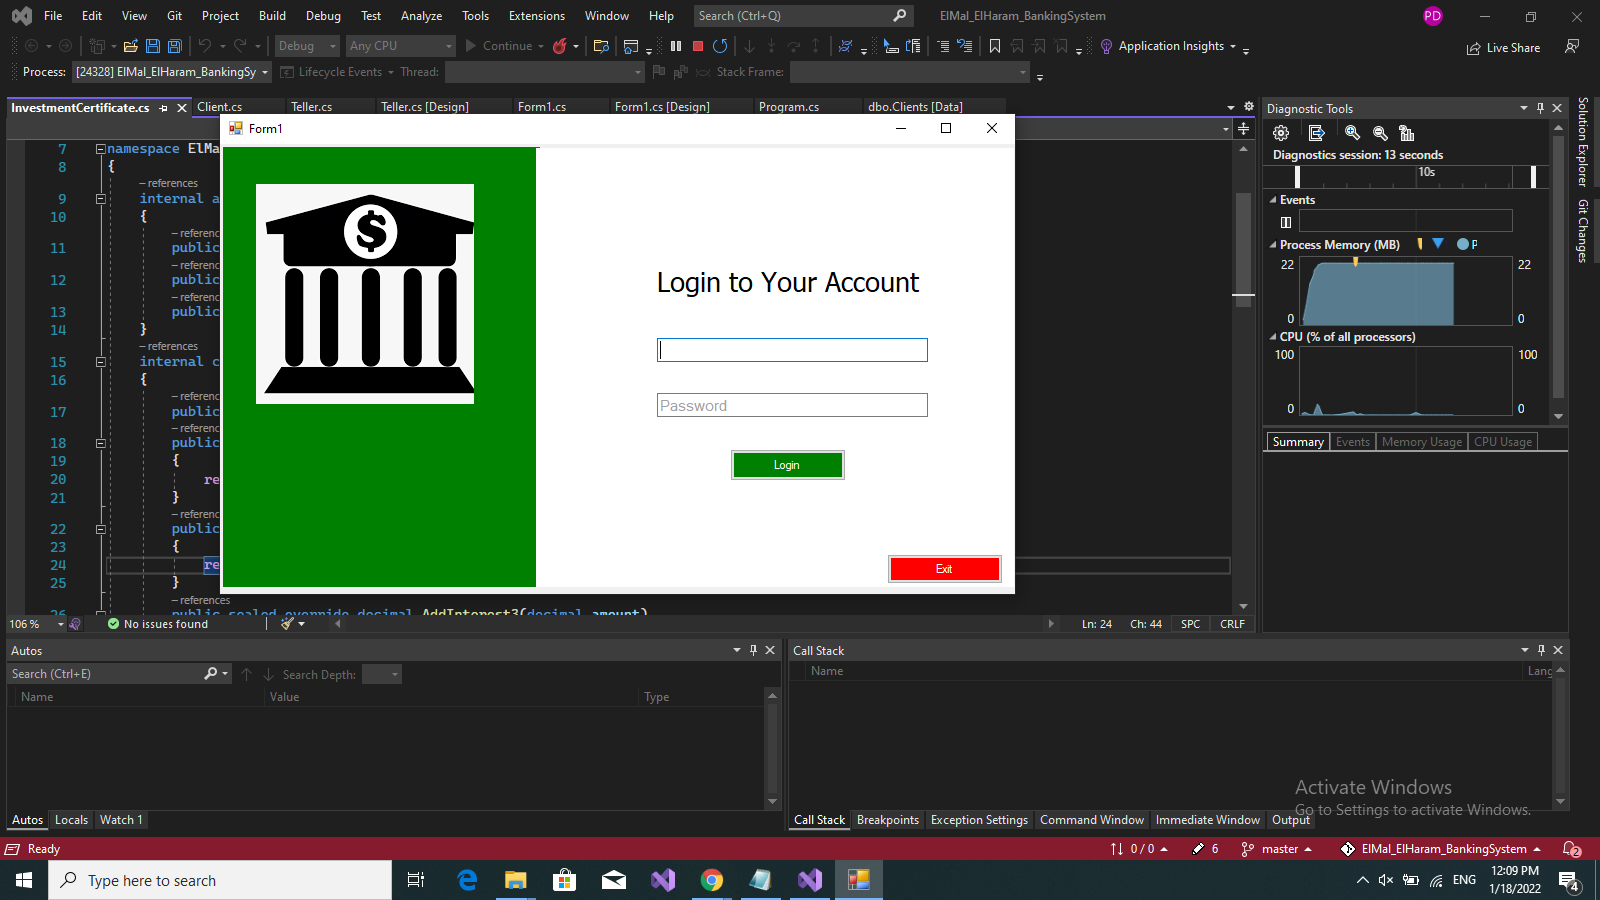 File Edit View Git Project Build Debug Test Analyze Tools Extensions Window Help Search (Ctrl+Q) ElMal_ElHaram_BankingSystem PD
Debug Any CPU Continue Application Insights Live Share
Process: [24328] ElMal_ElHaram_BankingSy Lifecycle Events Thread: Stack Frame:
InvestmentCertificate.cs Client.cs Teller.cs Teller.cs [Design] Form1.cs Form1.cs [Design] Program.cs dbo.Clients [Data]
Form1
7 namespace ElMa
8 {
– references
9 internal a
10 {
– referenc
11 public
– referenc
12 public
– referenc
13 public
14 }
– references
15 internal c
16 {
– referenc
17 public
– referenc
18 public
19 {
20 re
21 }
– referenc
22 public
23 {
24 re
25 }
– references
26 public sealed override decimal AddInterest3(decimal amount)
$
Login to Your Account
Password
Login
Exit
106 % No issues found Ln: 24 Ch: 44 SPC CRLF
Diagnostic Tools
Diagnostics session: 13 seconds
10s
Events
Process Memory (MB) P
22 22
0 0
CPU (% of all processors)
100 100
0 0
Summary Events Memory Usage CPU Usage
Solution Explorer
Git Changes
Autos
Search (Ctrl+E) Search Depth:
Name Value Type
Autos Locals Watch 1
Call Stack
Name Lang
Call Stack Breakpoints Exception Settings Command Window Immediate Window Output
Activate Windows
Go to Settings to activate Windows.
Ready 0 / 0 6 master ElMal_ElHaram_BankingSystem 2
Type here to search ENG 12:09 PM
1/18/2022
4